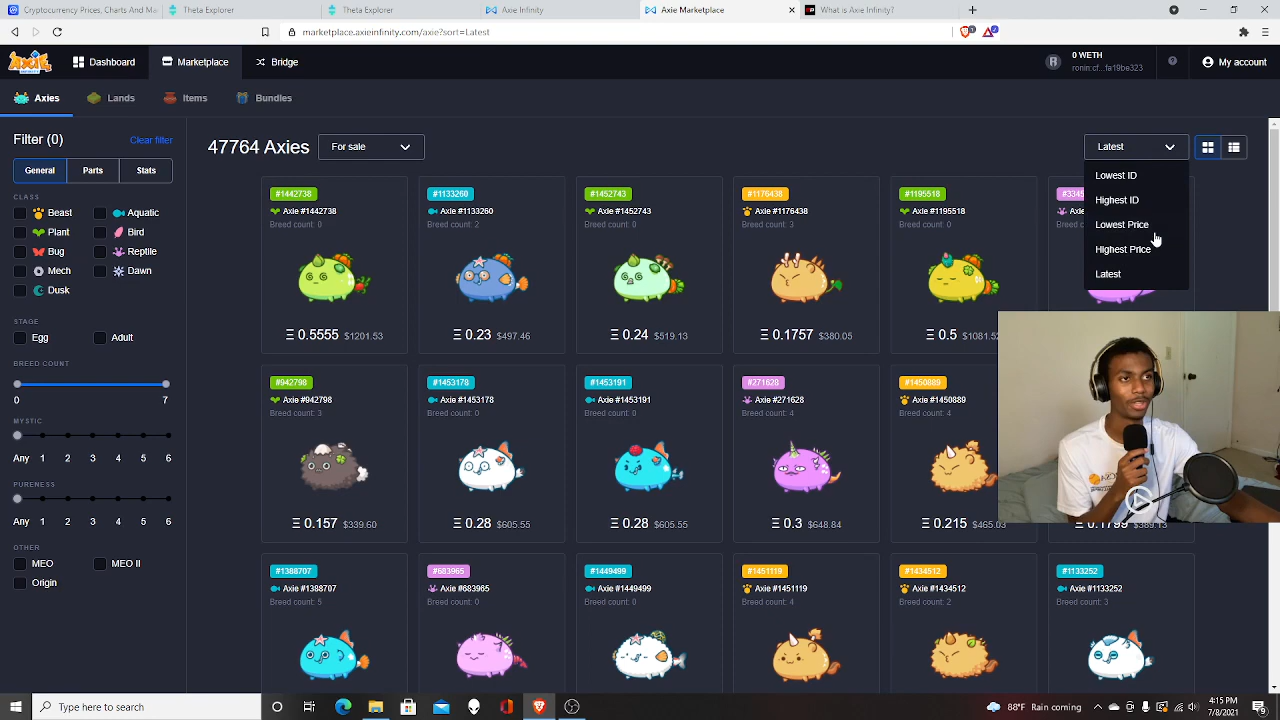 Cryptocurrency Prices, Charts And Ma
Theta Explorer
Theta Explorer
Axie Infinity
Axie Marketplace
What is Axie Infinity?
marketplace.axieinfinity.com/axie?sort=Latest
AXIE
INFINITY
Dashboard
Marketplace
Bridge
0 WETH
ronin:cf...fa19be323
My account
Axies
Lands
Items
Bundles
Filter (0)
Clear filter
47764 Axies
For sale
Latest
General
Parts
Stats
Lowest ID
Highest ID
Lowest Price
Highest Price
Latest
CLASS
Beast
Aquatic
Plant
Bird
Bug
Reptile
Mech
Dawn
Dusk
STAGE
Egg
Adult
BREED COUNT
0
7
MYSTIC
Any 1 2 3 4 5 6
PURENESS
Any 1 2 3 4 5 6
OTHER
MEO
MEO II
Origin
#1442738
Axie #1442738
Breed count: 0
Ξ 0.5555 $1201.53
#1133260
Axie #1133260
Breed count: 2
Ξ 0.23 $497.46
#1452743
Axie #1452743
Breed count: 0
Ξ 0.24 $519.13
#1176438
Axie #1176438
Breed count: 3
Ξ 0.1757 $380.05
#1195518
Axie #1195518
Breed count: 0
Ξ 0.5 $1081.5
#942798
Axie #942798
Breed count: 3
Ξ 0.157 $339.60
#1453178
Axie #1453178
Breed count: 0
Ξ 0.28 $605.55
#1453191
Axie #1453191
Breed count: 0
Ξ 0.28 $605.55
#271628
Axie #271628
Breed count: 4
Ξ 0.3 $648.84
#1450889
Axie #1450889
Breed count: 4
Ξ 0.215
#1388707
Axie #1388707
Breed count: 5
#683965
Axie #683965
Breed count: 0
#1449499
Axie #1449499
Breed count: 0
#1451119
Axie #1451119
Breed count: 4
#1434512
Axie #1434512
Breed count: 2
#1133252
Axie #1133252
Breed count: 3
Type here to search
88°F Rain coming
4:15 PM
7/8/2021